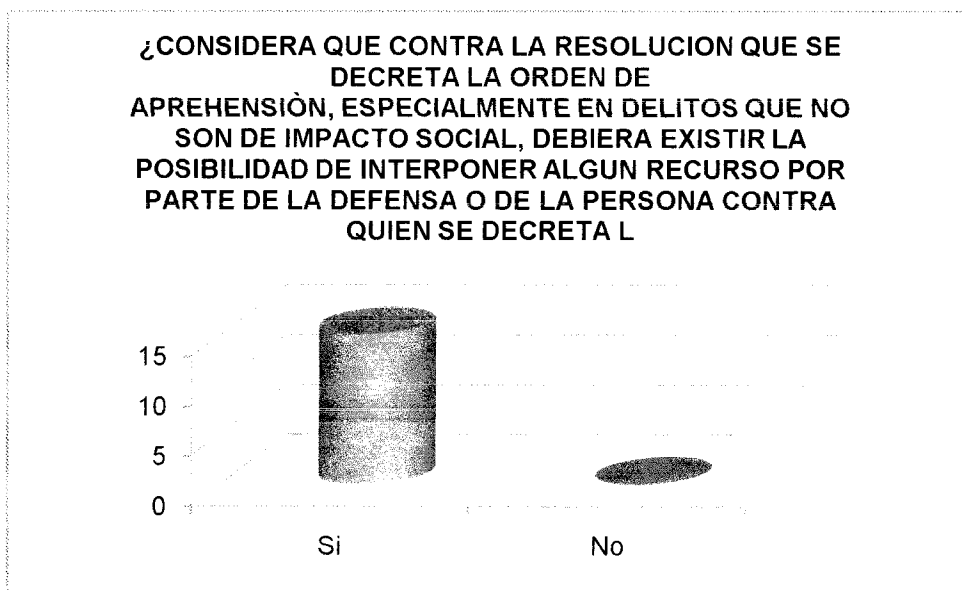 ¿CONSIDERA QUE CONTRA LA RESOLUCION QUE SE
DECRETA LA ORDEN DE
APREHENSIÒN, ESPECIALMENTE EN DELITOS QUE NO
SON DE IMPACTO SOCIAL, DEBIERA EXISTIR LA
POSIBILIDAD DE INTERPONER ALGUN RECURSO POR
PARTE DE LA DEFENSA O DE LA PERSONA CONTRA
QUIEN SE DECRETA L
15
10
5
0
Si
No